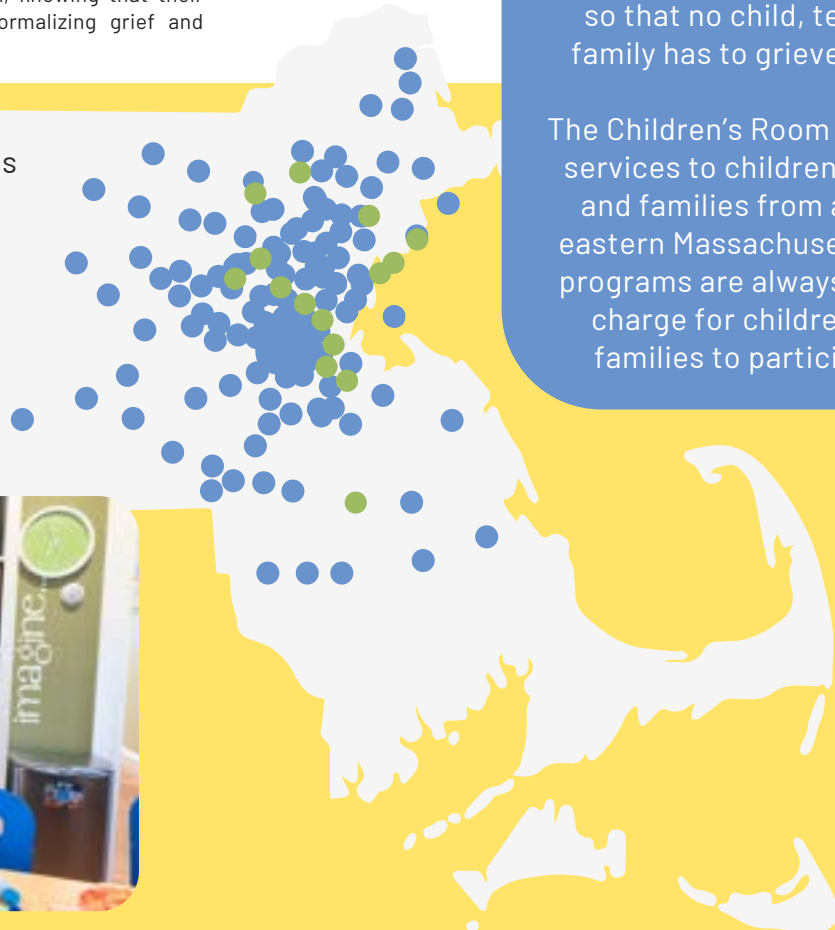 ormalizing grief and
s
so that no child, te
family has to grieve
The Children's Room
services to children
and families from a
eastern Massachuse
programs are always
charge for childre
families to partici
imagine